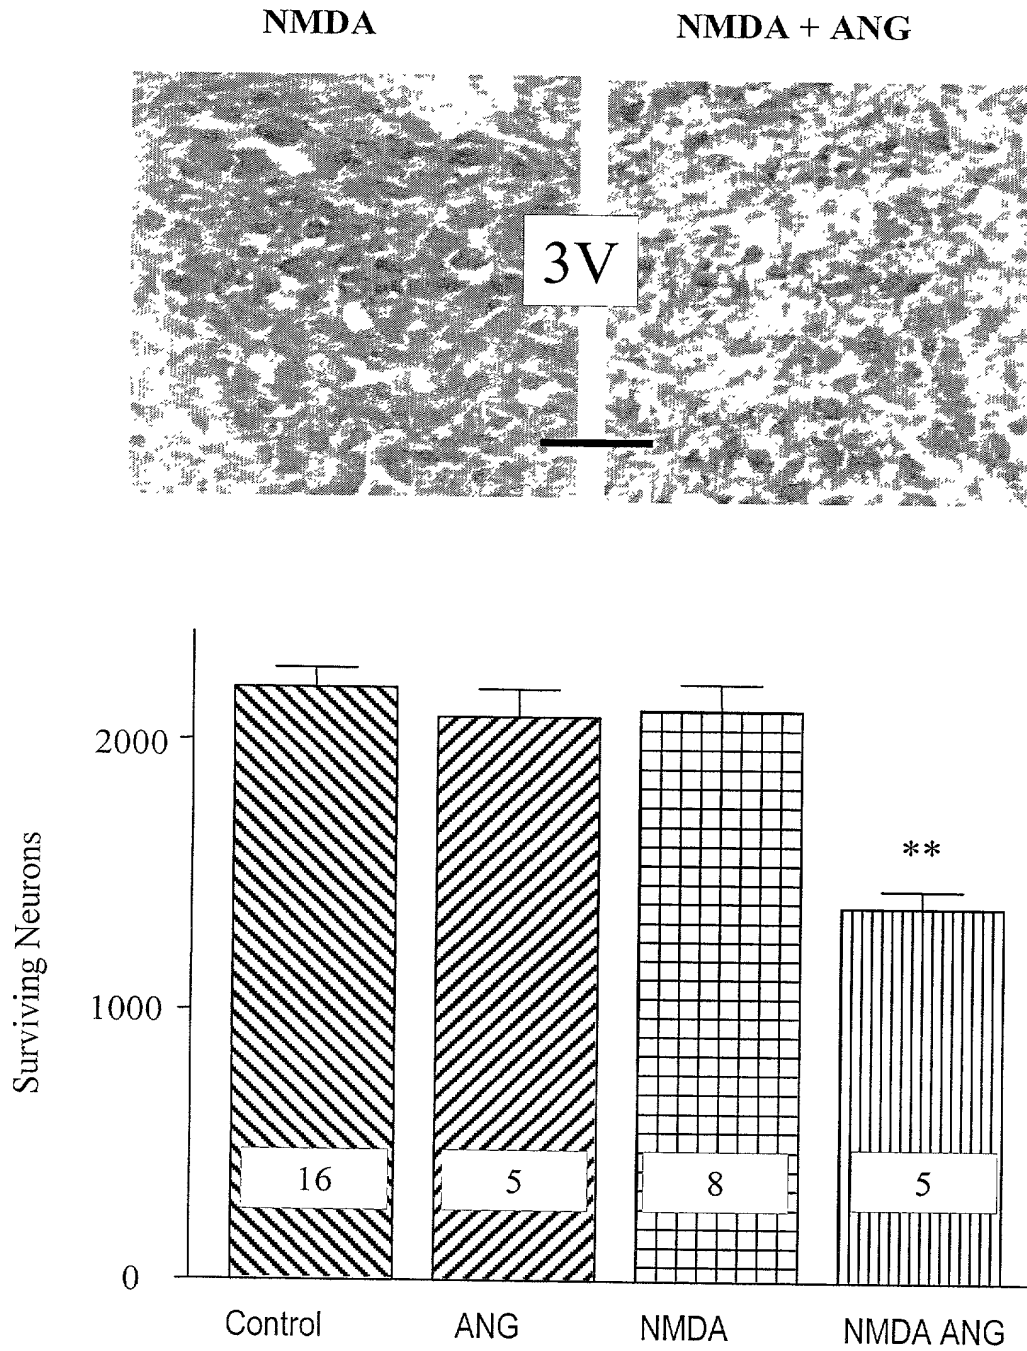 NMDA
NMDA + ANG
3V
Surviving Neurons
2000
1000
0
**
16
5
8
5
Control
ANG
NMDA
NMDA ANG